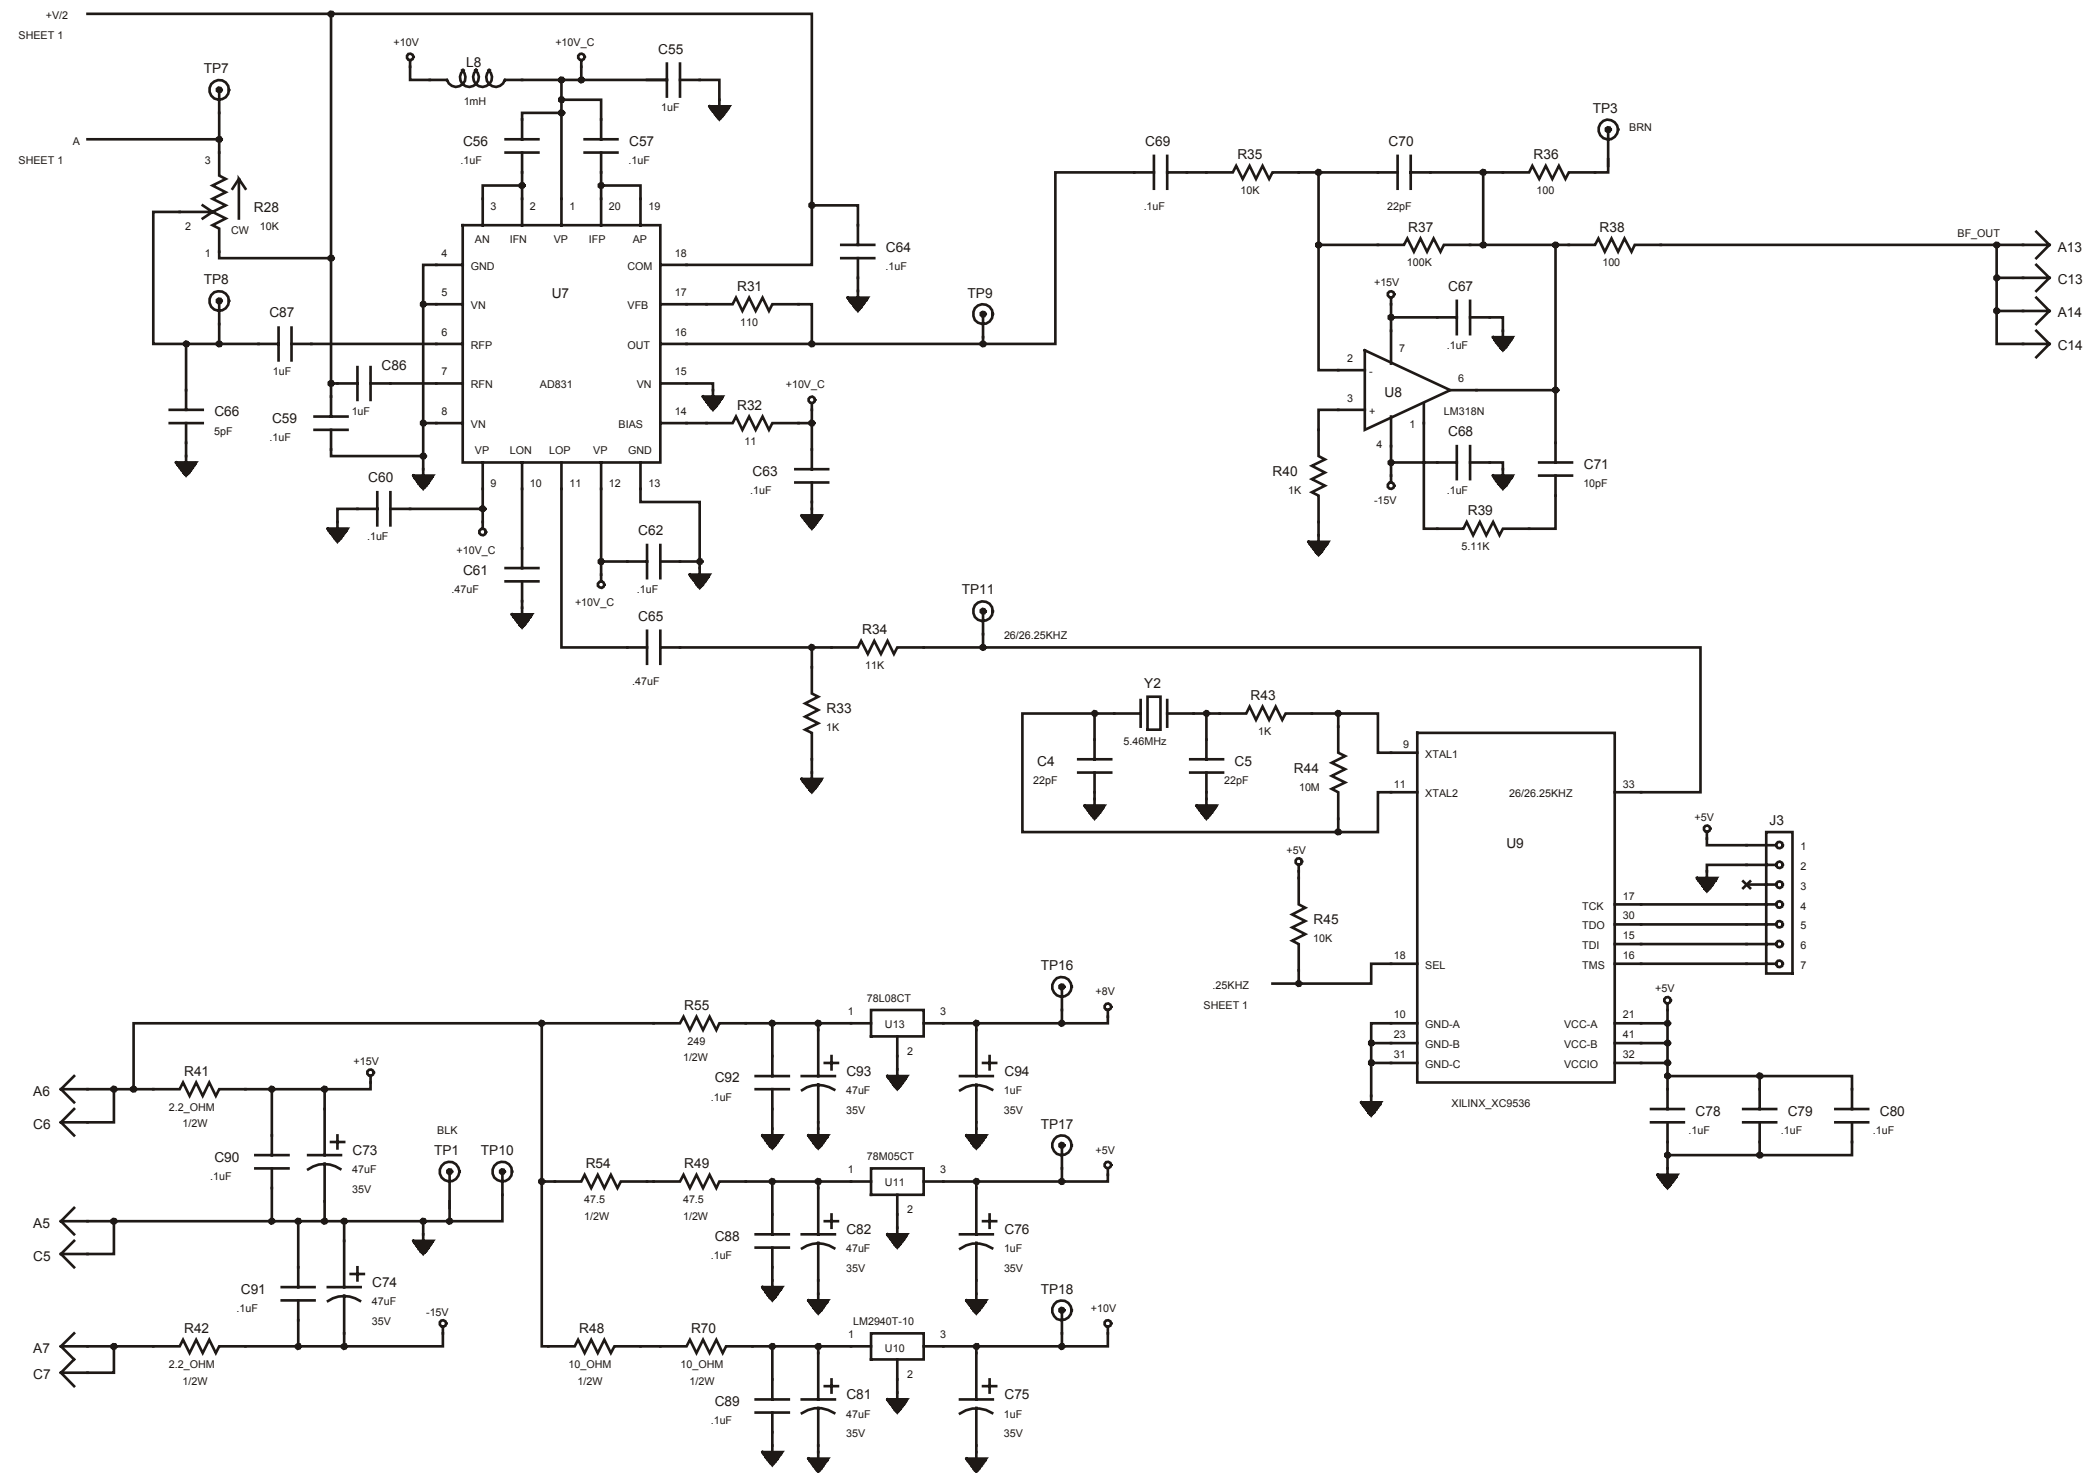 +V/2
SHEET 1
TP7
A
SHEET 1
3
R28
10K
CW
2
1
TP8
C87
1uF
C86
1uF
C66
5pF
C59
.1uF
+10V
L8
1mH
+10V_C
C55
1uF
C56
.1uF
C57
.1uF
3
2
1
20
19
AN
IFN
VP
IFP
AP
4
GND
5
VN
6
RFP
7
RFN
8
VN
U7
AD831
COM
18
VFB
17
OUT
16
VN
15
BIAS
14
VP
LON
LOP
VP
GND
9
10
11
12
13
C64
.1uF
R31
110
TP9
R32
11
+10V_C
C63
.1uF
C60
.1uF
+10V_C
C61
.47uF
C62
.1uF
+10V_C
C65
.47uF
R34
11K
R33
1K
TP11
26/26.25KHZ
C69
.1uF
R35
10K
C70
22pF
R36
100
TP3
BRN
R37
100K
R38
100
BF_OUT
A13
C13
A14
C14
+15V
C67
.1uF
7
2
-
3
+
U8
6
LM318N
1
4
C68
.1uF
-15V
R40
1K
C71
10pF
R39
5.11K
Y2
5.46MHz
R43
1K
C4
22pF
C5
22pF
R44
10M
9
XTAL1
11
XTAL2
26/26.25KHZ
33
U9
+5V
J3
1
2
3
4
5
6
7
TCK
17
TDO
30
TDI
15
TMS
16
+5V
R45
10K
.25KHZ
SHEET 1
18
SEL
10
GND-A
23
GND-B
31
GND-C
VCC-A
21
VCC-B
41
VCCIO
32
XILINX_XC9536
+5V
C78
.1uF
C79
.1uF
C80
.1uF
A6
C6
R41
2.2_OHM
1/2W
+15V
C90
.1uF
C73
47uF
35V
BLK
TP1
TP10
A5
C5
C91
.1uF
C74
47uF
35V
A7
C7
R42
2.2_OHM
1/2W
-15V
R55
249
1/2W
C92
.1uF
C93
47uF
35V
78L08CT
1
U13
3
2
C94
1uF
35V
TP16
+8V
R54
47.5
1/2W
R49
47.5
1/2W
C88
.1uF
C82
47uF
35V
78M05CT
1
U11
3
2
C76
1uF
35V
TP17
+5V
R48
10_OHM
1/2W
R70
10_OHM
1/2W
C89
.1uF
C81
47uF
35V
LM2940T-10
1
U10
3
2
C75
1uF
35V
TP18
+10V